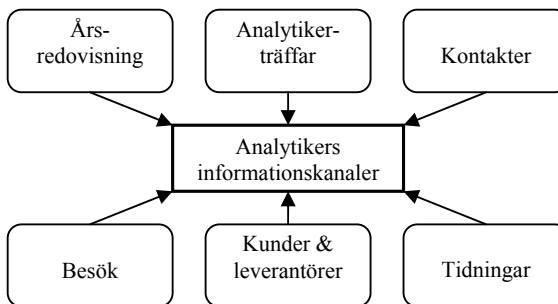 Års-
redovisning
Analytiker-
träffar
Kontakter
Analytikers
informationskanaler
Besök
Kunder &
leverantörer
Tidningar